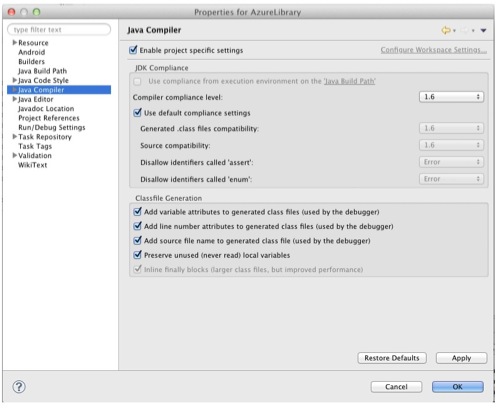 Properties for AzureLibrary
type filter text
Java Compiler
Resource
Android
Builders
Java Build Path
Java Code Style
Java Compiler
Java Editor
Javadoc Location
Project References
Run/Debug Settings
Task Repository
Task Tags
Validation
WikiText
Enable project specific settings
Configure Workspace Settings...
JDK Compliance
Use compliance from execution environment on the 'Java Build Path'
Compiler compliance level:
1.6
Use default compliance settings
Generated .class files compatibility:
1.6
Source compatibility:
1.6
Disallow identifiers called 'assert':
Error
Disallow identifiers called 'enum':
Error
Classfile Generation
Add variable attributes to generated class files (used by the debugger)
Add line number attributes to generated class files (used by the debugger)
Add source file name to generated class file (used by the debugger)
Preserve unused (never read) local variables
Inline finally blocks (larger class files, but improved performance)
Restore Defaults
Apply
?
Cancel
OK